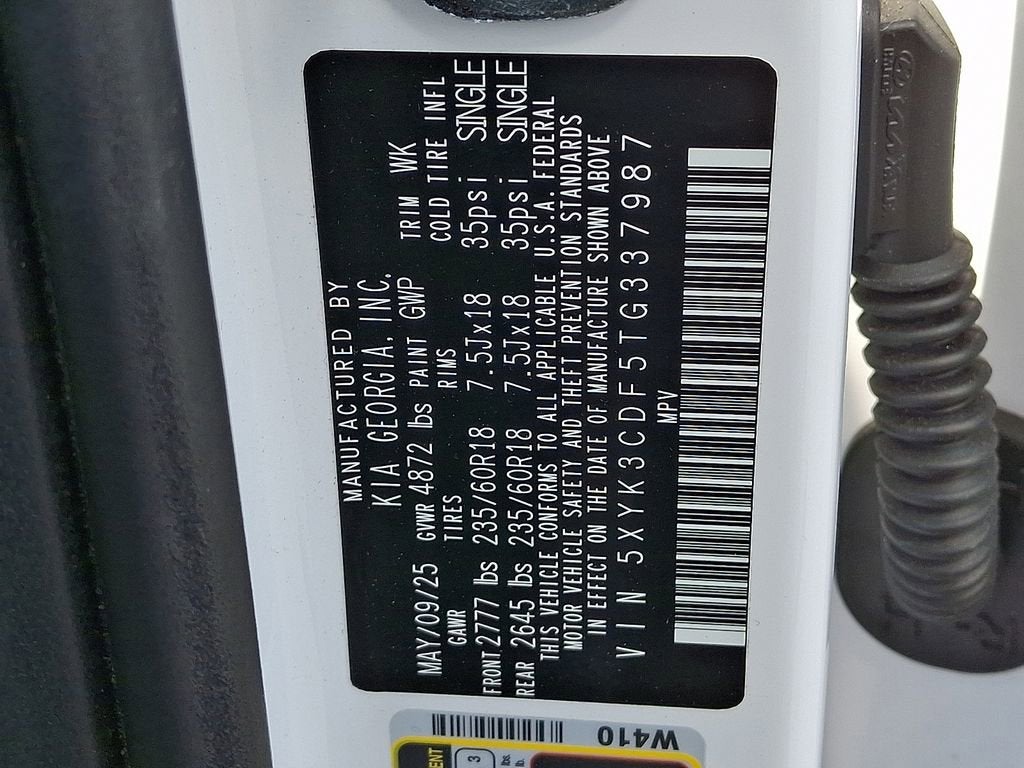 MANUFACTURED BY
KIA GEORGIA, INC.
MAY/09/25 GVWR 4872 lbs PAINT GWP TRIM WK
GAWR TIRES RIMS COLD TIRE INFL
FRONT 2777 lbs 235/60R18 7.5Jx18 35psi SINGLE
REAR 2645 lbs 235/60R18 7.5Jx18 35psi SINGLE
THIS VEHICLE CONFORMS TO ALL APPLICABLE U.S.A. FEDERAL
MOTOR VEHICLE SAFETY AND THEFT PREVENTION STANDARDS
IN EFFECT ON THE DATE OF MANUFACTURE SHOWN ABOVE
VIN 5XYK3CDF5TG337987
MPV
W410
3
lbs.
lb.